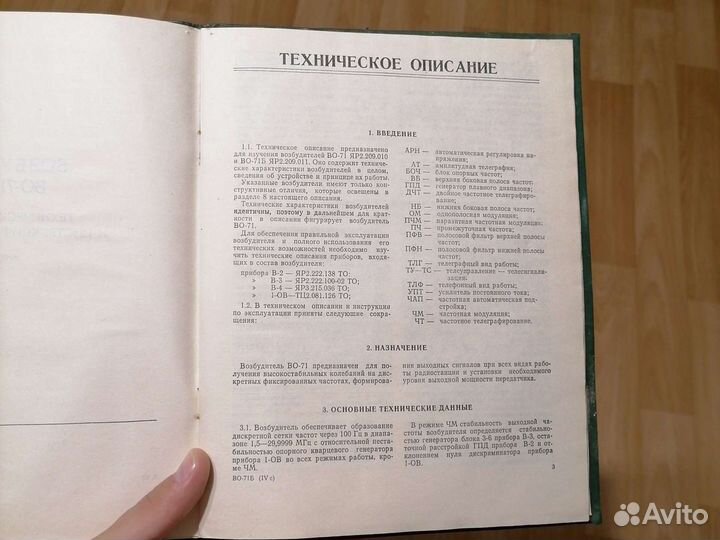 ТЕХНИЧЕСКОЕ ОПИСАНИЕ
1. ВВЕДЕНИЕ
1.1. Техническое описание предназначено
для изучения возбудителей ВО-71 ЯР2.209.010
и ВО-71Б ЯР2.209.011. Оно содержит техниче-
ские характеристики возбудителей в целом,
сведения об устройстве и принципе их работы.
Указанные возбудители имеют только кон-
структивные отличия, которые освещены в
разделе 8 настоящего описания.
Технические характеристики возбудителей
идентичны, поэтому в дальнейшем для крат-
кости в описании фигурирует возбудитель
ВО-71.
Для обеспечения правильной эксплуатации
возбудителя и полного использования его
технических возможностей необходимо изу-
чить технические описания приборов, входя-
щих в состав возбудителя:
прибора В-2 — ЯР2.222.138 ТО;
» В-3 — ЯР2.222.100-02 ТО;
» В-4 — ЯР3.215.036 ТО;
» 1-ОВ—ТЦ2.081.126 ТО;
1.2. В техническом описании и инструкции
по эксплуатации приняты следующие сокра-
щения:
АРН — автоматическая регулировка на-
пряжения;
АТ — амплитудная телеграфия;
БОЧ — блок опорных частот;
ВБ — верхняя боковая полоса частот;
ГПД — генератор плавного диапазона;
ДЧТ — двойное частотное телеграфиро-
вание;
НБ — нижняя боковая полоса частот;
ОМ — однополосная модуляция;
ПЧМ — паразитная частотная модуляция;
ПЧ — промежуточная частота;
ПФВ — полосовой фильтр верхней полосы
частот;
ПФН — полосовой фильтр нижней полосы
частот;
ТЛГ — телеграфный вид работы;
ТУ—ТС — телеуправление — телесигнали-
зация;
ТЛФ — телефонный вид работы;
УПТ — усилитель постоянного тока;
ЧАП — частотная автоматическая под-
стройка;
ЧМ — частотная модуляция;
ЧТ — частотное телеграфирование.
2. НАЗНАЧЕНИЕ
Возбудитель ВО-71 предназначен для по-
лучения высокостабильных колебаний на дис-
кретных фиксированных частотах, формирова-
ния выходных сигналов при всех видах рабо-
ты радиостанции и установки необходимого
уровня выходной мощности передатчика.
3. ОСНОВНЫЕ ТЕХНИЧЕСКИЕ ДАННЫЕ
3.1. Возбудитель обеспечивает образование
дискретной сетки частот через 100 Гц в диапа-
зоне 1,5—29,9999 МГц с относительной неста-
бильностью опорного кварцевого генератора
прибора 1-ОВ во всех режимах работы, кро-
ме ЧМ.
В режиме ЧМ стабильность выходной ча-
стоты возбудителя определяется стабильно-
стью генератора блока 3-6 прибора В-3, оста-
точной расстройкой ГПД прибора В-2 и от-
клонением нуля дискриминатора прибора
1-ОВ.
ВО-71Б (IV с)
3
Avito